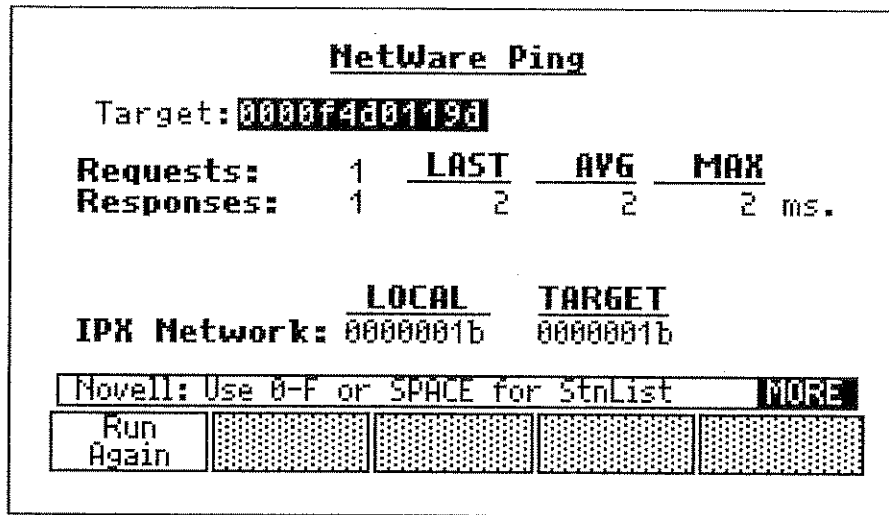 NetWare Ping
Target: 0000f4d0119d
LAST AVG MAX
Requests: 1
Responses: 1 2 2 2 ms.
LOCAL TARGET
IPX Network: 0000001b 0000001b
Novell: Use 0-F or SPACE for StnList MORE
Run
Again